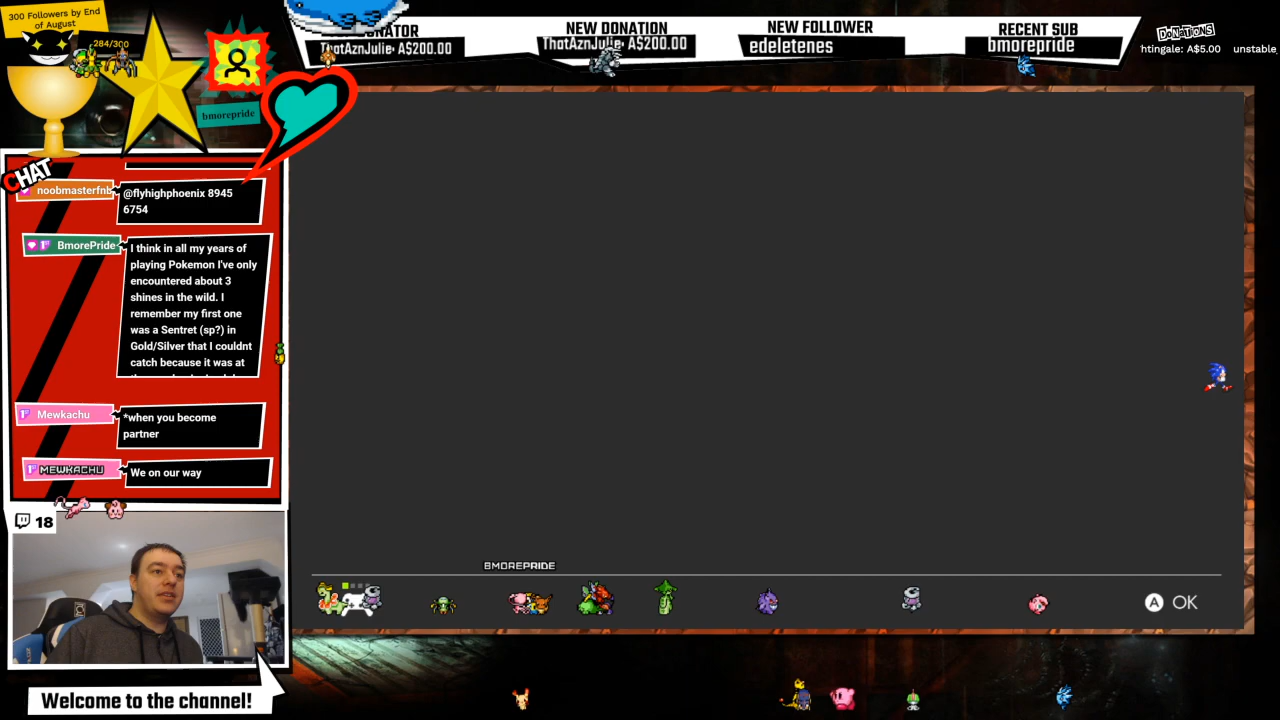 300 Followers by End
of August
284/300
bmorepride
ThatAznJulie: A$200.00
NEW DONATION
ThatAznJulie: A$200.00
NEW FOLLOWER
edeletenes
RECENT SUB
bmorepride
DONATIONS
htingale: A$5.00 unstable
CHAT
noobmasterfnb
@flyhighphoenix 8945
6754
BmorePride
I think in all my years of
playing Pokemon I've only
encountered about 3
shines in the wild. I
remember my first one
was a Sentret (sp?) in
Gold/Silver that I couldnt
catch because it was at
Mewkachu
*when you become
partner
MEWKACHU
We on our way
18
BMOREPRIDE
A OK
Welcome to the channel!